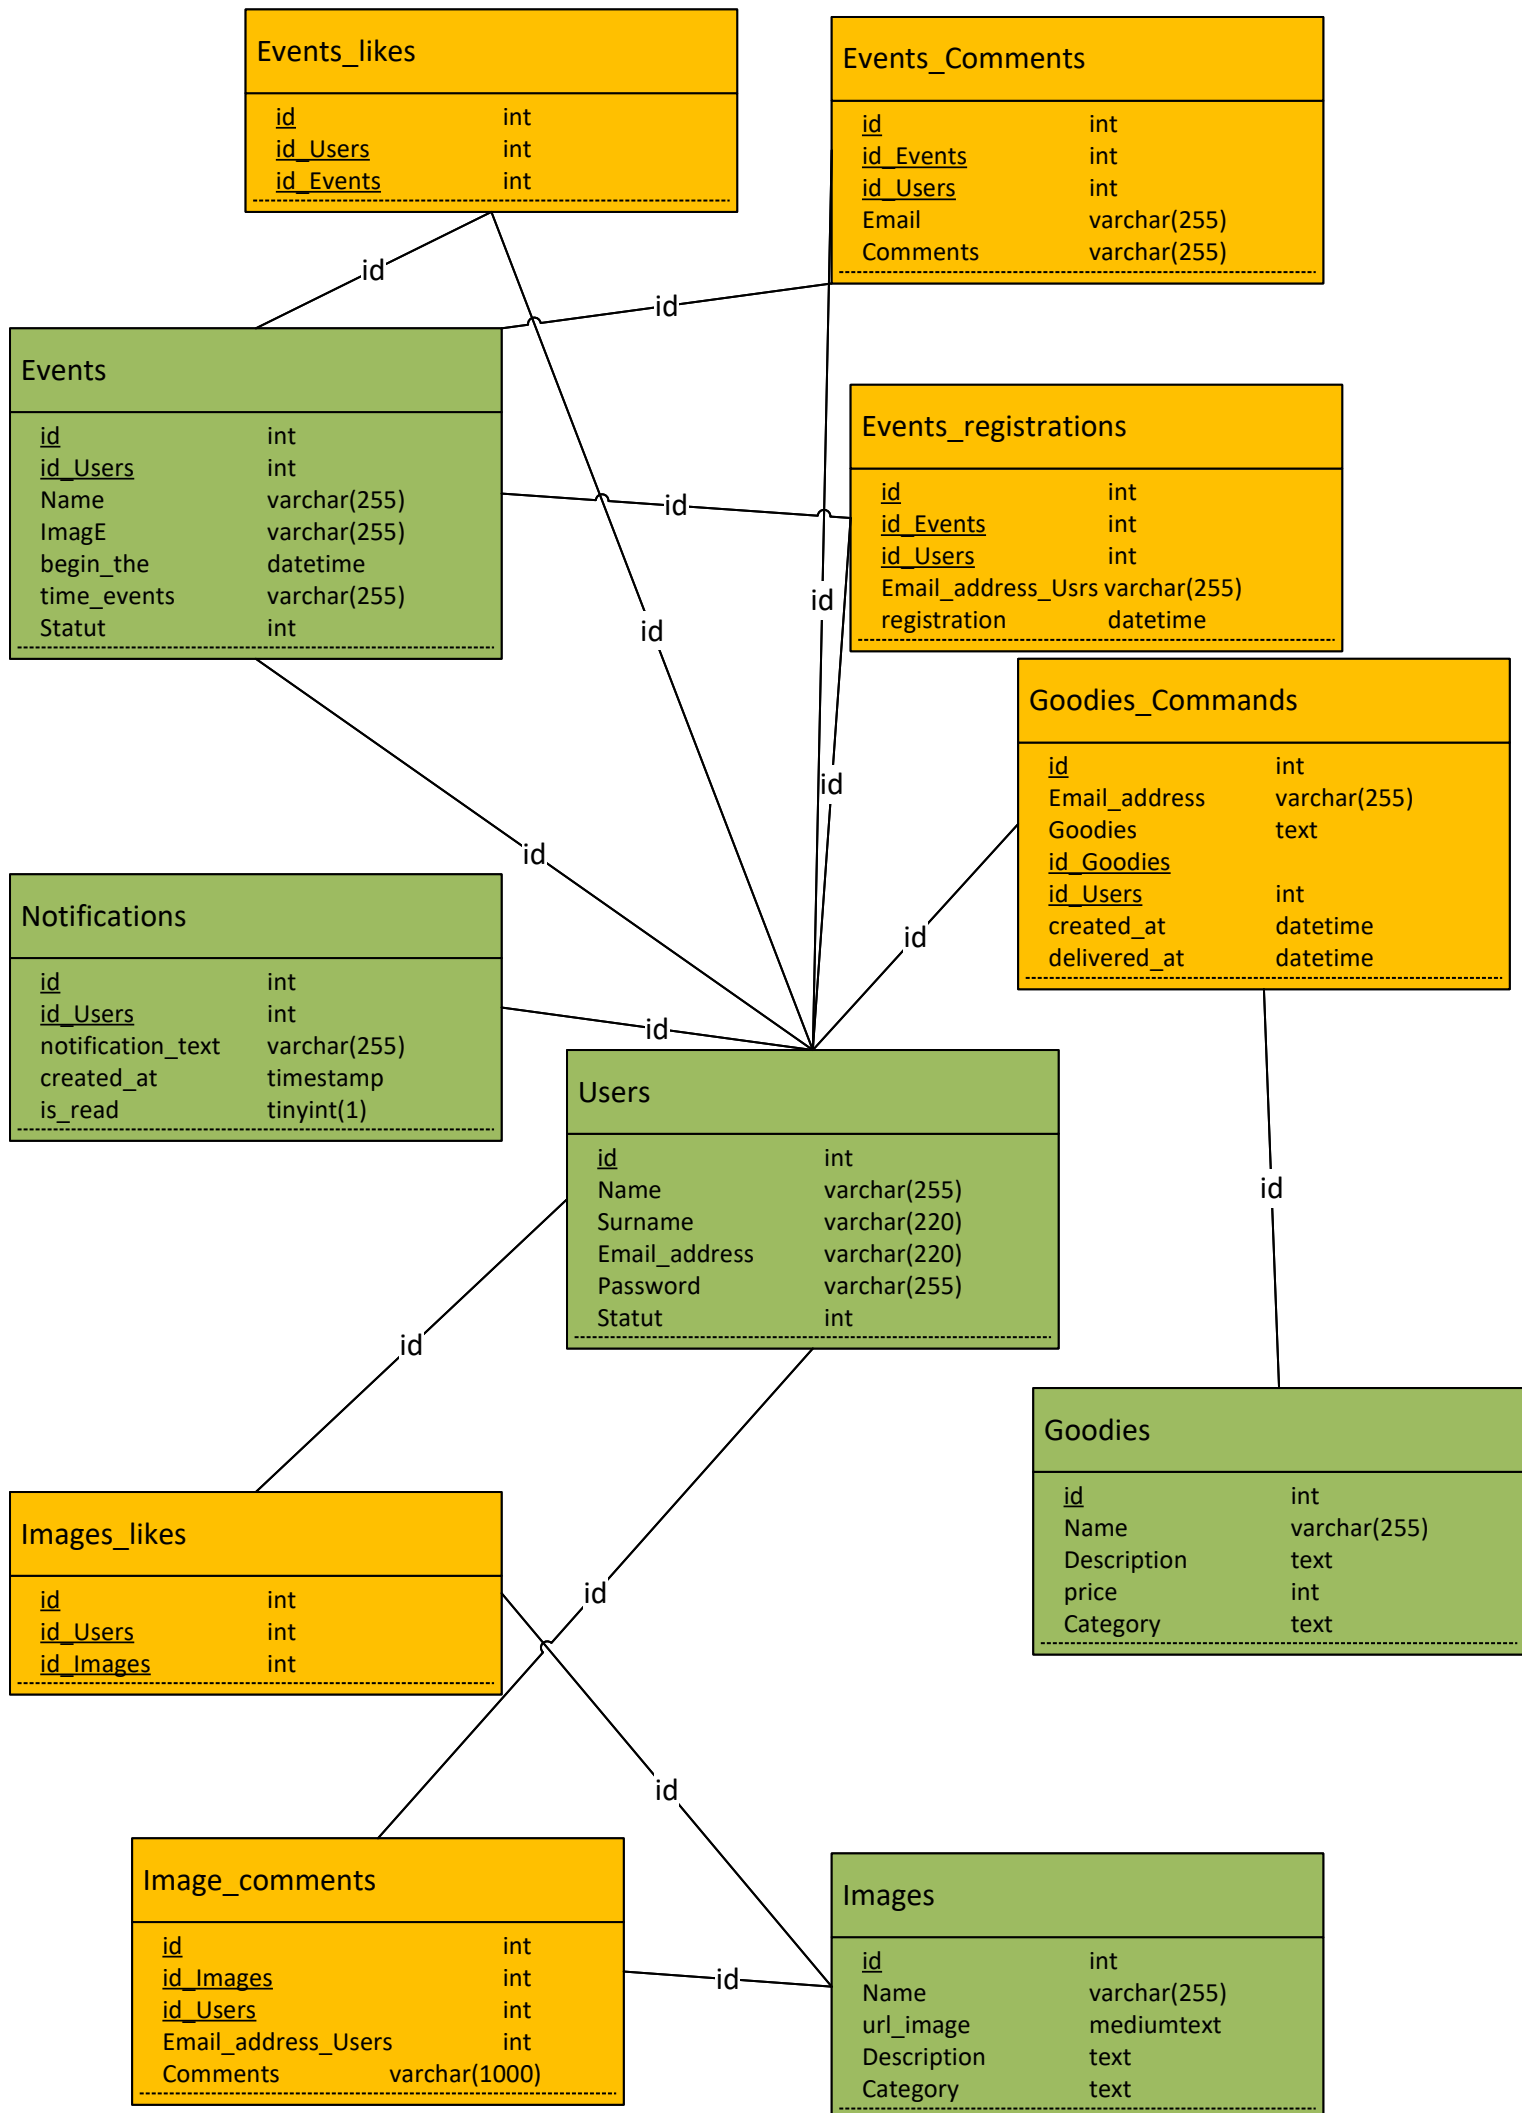 Events_likes
id int
id_Users int
id_Events int
Events_Comments
id int
id_Events int
id_Users int
Email varchar(255)
Comments varchar(255)
id
id
Events
id int
id_Users int
Name varchar(255)
ImagE varchar(255)
begin_the datetime
time_events varchar(255)
Statut int
Events_registrations
id int
id_Events int
id_Users int
Email_address_Usrs varchar(255)
registration datetime
id
id
id
id
id
Goodies_Commands
id int
Email_address varchar(255)
Goodies text
id_Goodies
id_Users int
created_at datetime
delivered_at datetime
Notifications
id int
id_Users int
notification_text varchar(255)
created_at timestamp
is_read tinyint(1)
id
id
Users
id int
Name varchar(255)
Surname varchar(220)
Email_address varchar(220)
Password varchar(255)
Statut int
id
id
Goodies
id int
Name varchar(255)
Description text
price int
Category text
Images_likes
id int
id_Users int
id_Images int
id
id
Image_comments
id int
id_Images int
id_Users int
Email_address_Users int
Comments varchar(1000)
id
Images
id int
Name varchar(255)
url_image mediumtext
Description text
Category text